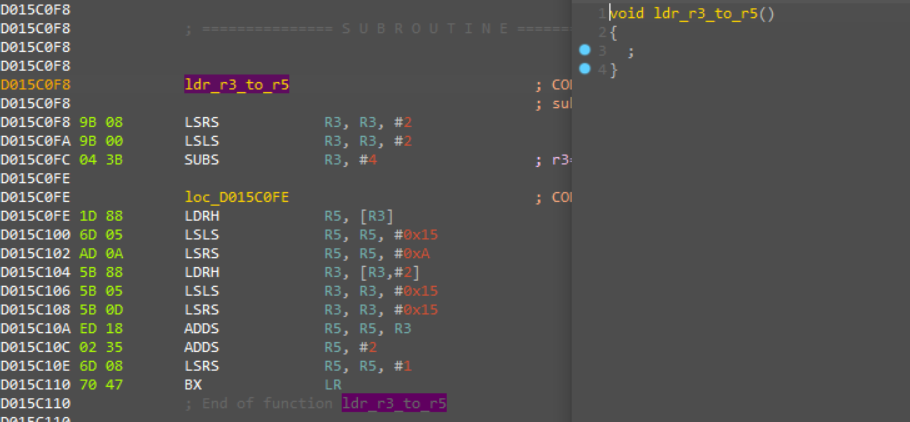 D015C0F8
D015C0F8 ; =============== S U B R O U T I N E =======
D015C0F8
D015C0F8
D015C0F8 ldr_r3_to_r5 ; CO
D015C0F8 ; su
D015C0F8 9B 08 LSRS R3, R3, #2
D015C0FA 9B 00 LSLS R3, R3, #2
D015C0FC 04 3B SUBS R3, #4 ; r3
D015C0FE
D015C0FE loc_D015C0FE ; CO
D015C0FE 1D 88 LDRH R5, [R3]
D015C100 6D 05 LSLS R5, R5, #0x15
D015C102 AD 0A LSRS R5, R5, #0xA
D015C104 5B 88 LDRH R3, [R3,#2]
D015C106 5B 05 LSLS R3, R3, #0x15
D015C108 5B 0D LSRS R3, R3, #0x15
D015C10A ED 18 ADDS R5, R5, R3
D015C10C 02 35 ADDS R5, #2
D015C10E 6D 08 LSRS R5, R5, #1
D015C110 70 47 BX LR
D015C110 ; End of function ldr_r3_to_r5
D015C110
1 void ldr_r3_to_r5()
2 {
3 ;
4 }